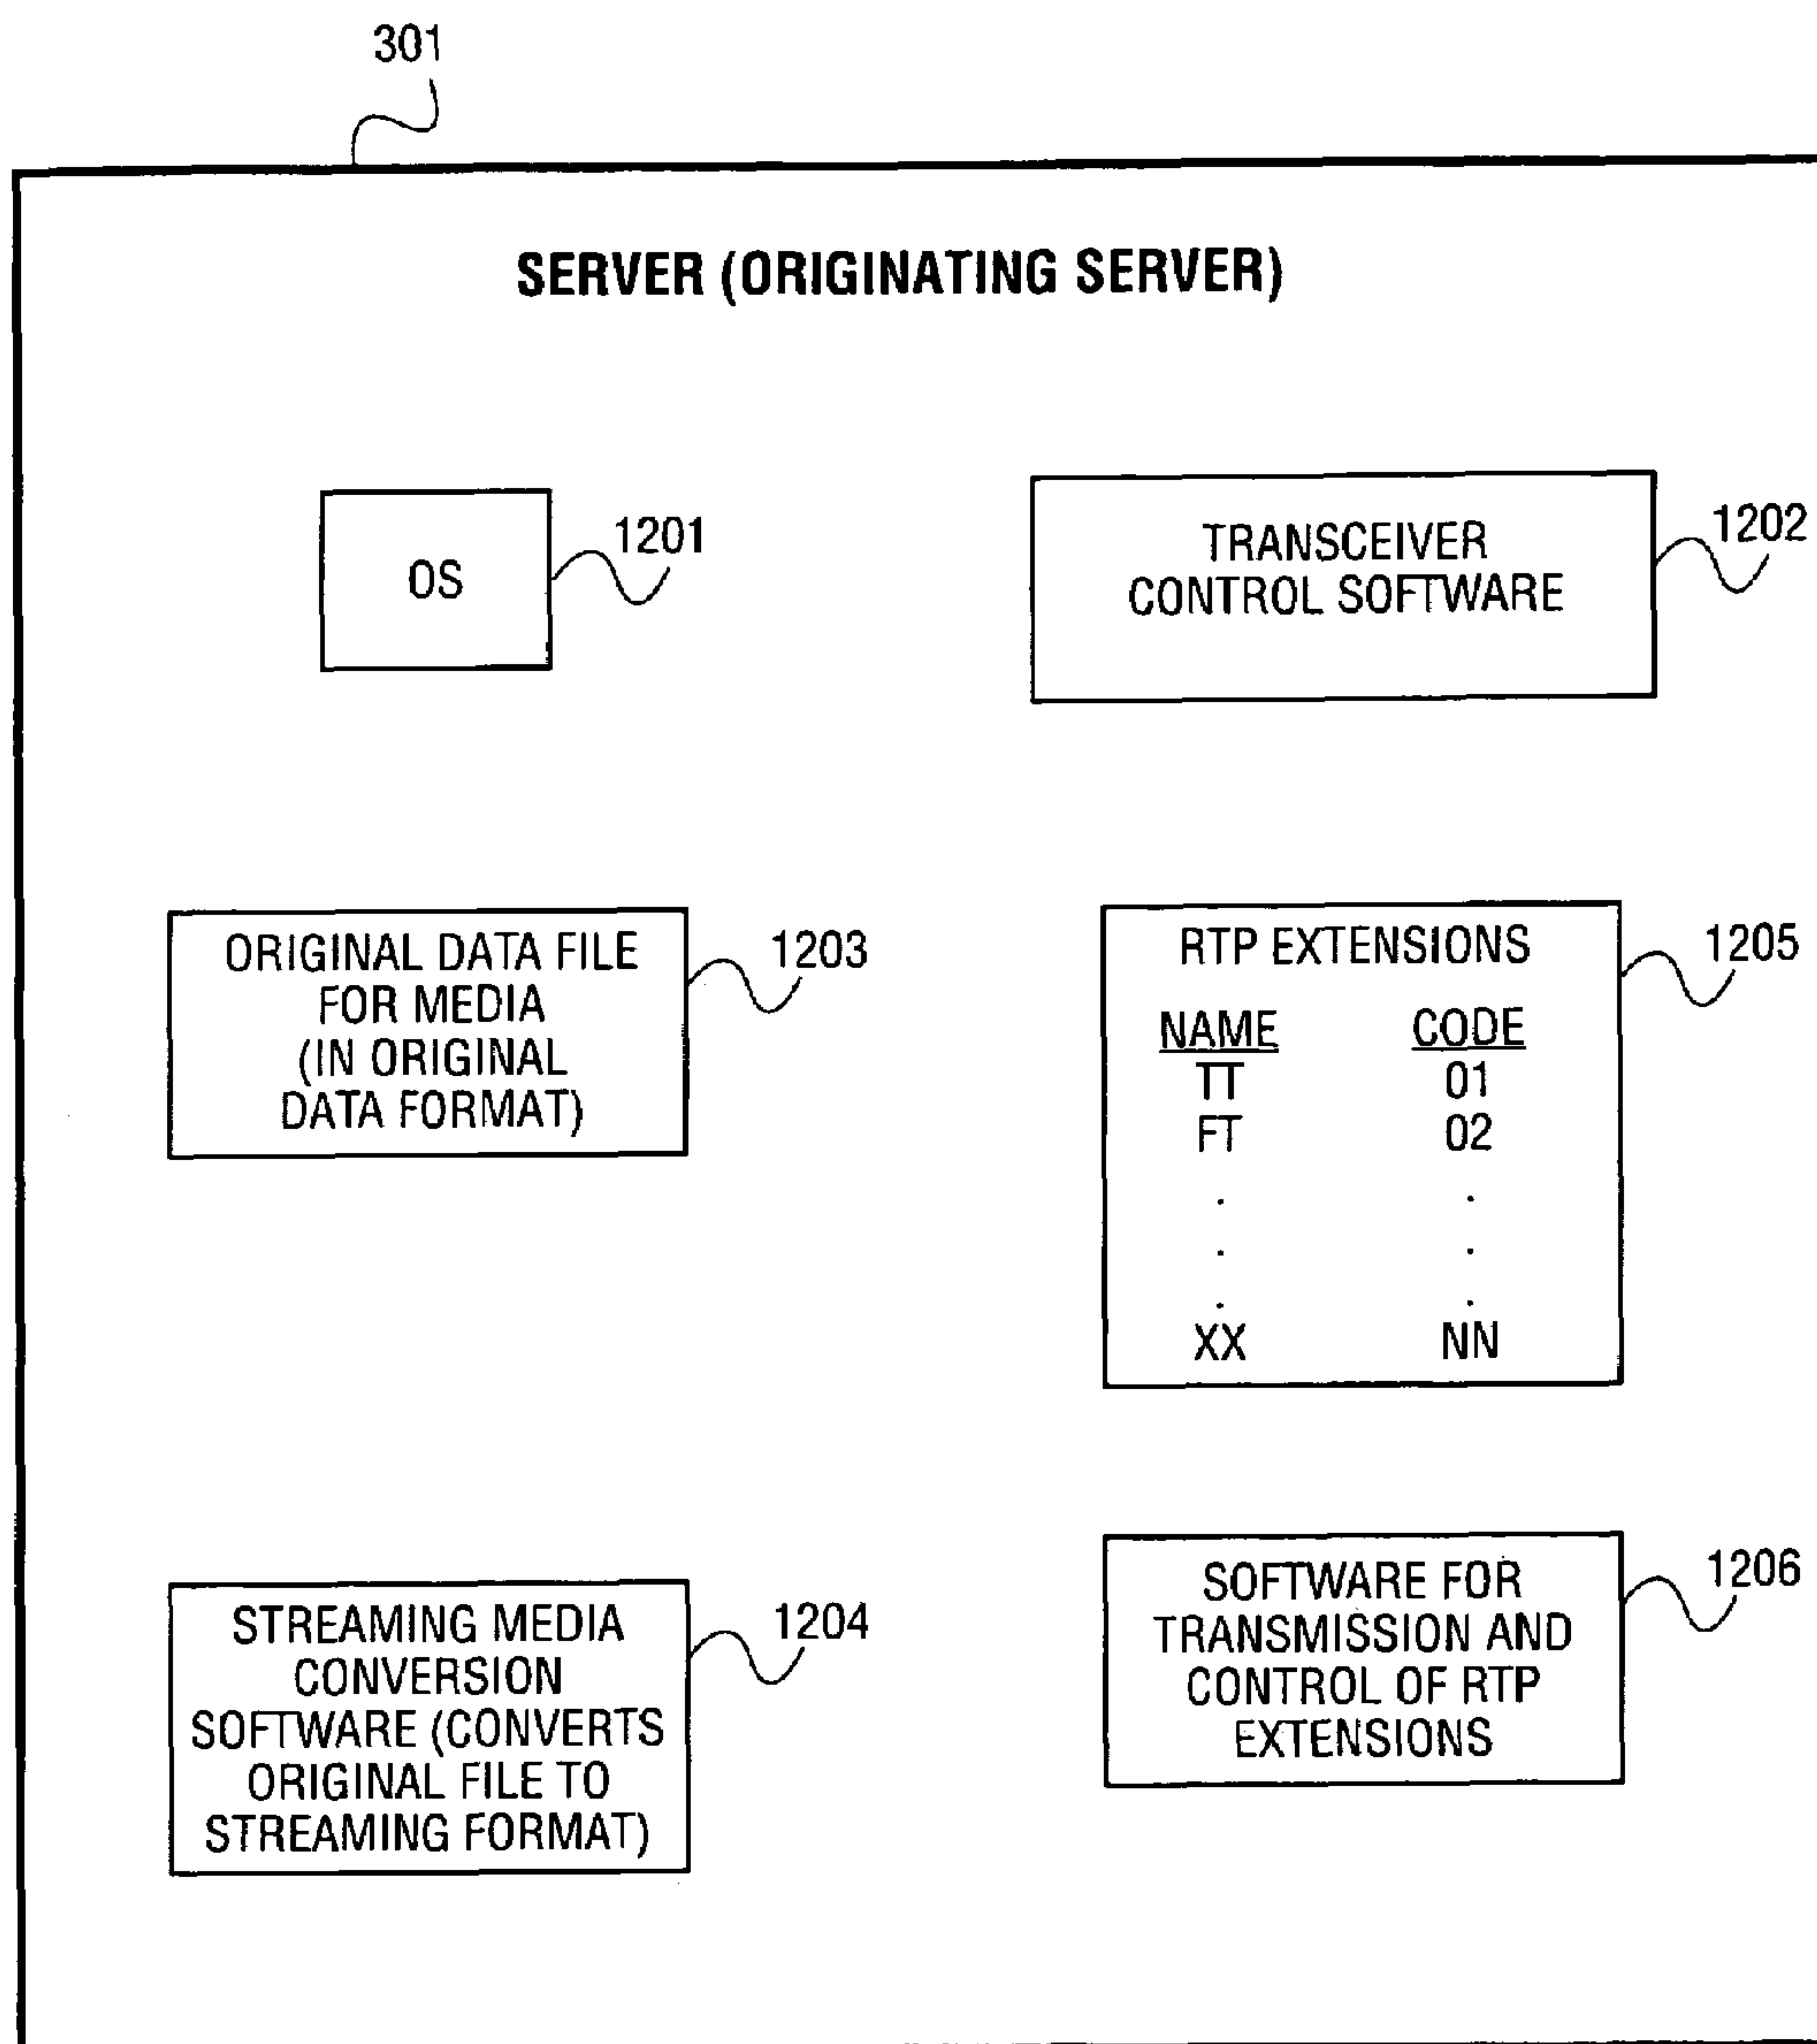 301
SERVER (ORIGINATING SERVER)
OS
1201
TRANSCEIVER
CONTROL SOFTWARE
1202
ORIGINAL DATA FILE
FOR MEDIA
(IN ORIGINAL
DATA FORMAT)
1203
RTP EXTENSIONS
NAME CODE
TT 01
FT 02
. .
. .
. .
XX NN
1205
STREAMING MEDIA
CONVERSION
SOFTWARE (CONVERTS
ORIGINAL FILE TO
STREAMING FORMAT)
1204
SOFTWARE FOR
TRANSMISSION AND
CONTROL OF RTP
EXTENSIONS
1206